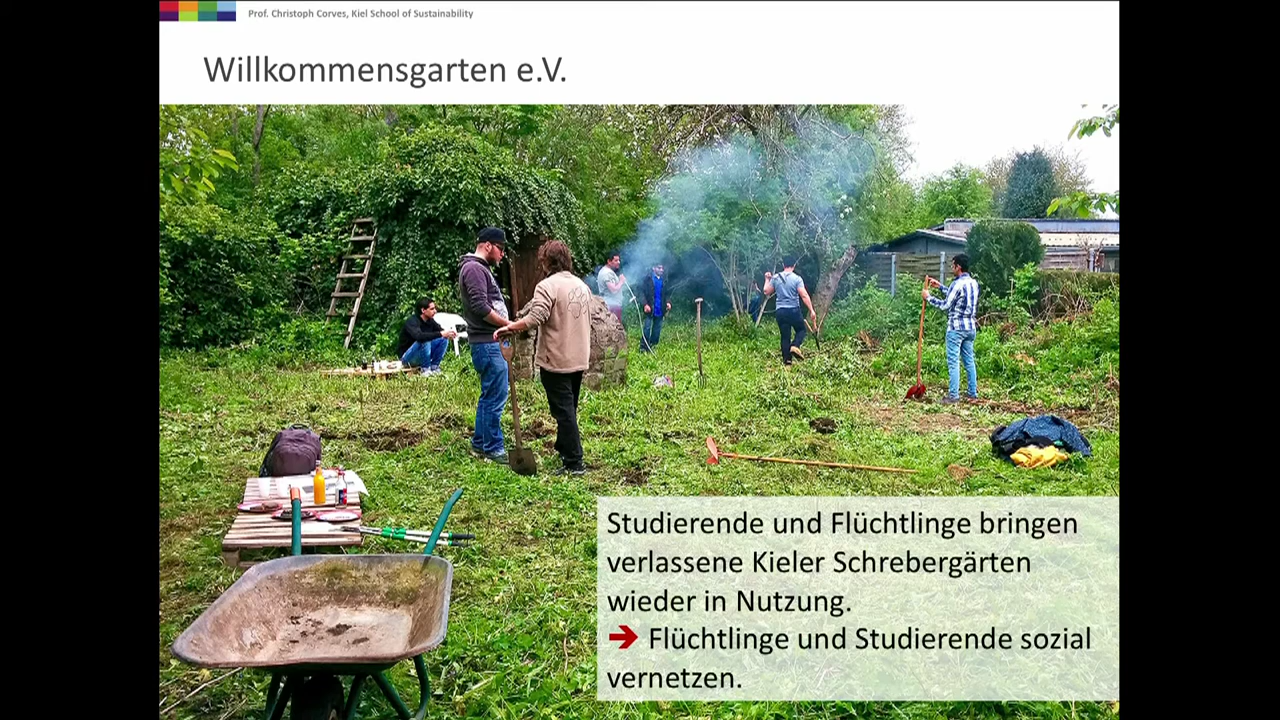 Prof. Christoph Corves, Kiel School of Sustainability
Willkommensgarten e.V.
Studierende und Flüchtlinge bringen
verlassene Kieler Schrebergärten
wieder in Nutzung.
➔ Flüchtlinge und Studierende sozial
vernetzen.